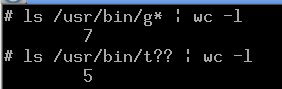 # ls /usr/bin/g* | wc -l
7
# ls /usr/bin/t?? | wc -l
5